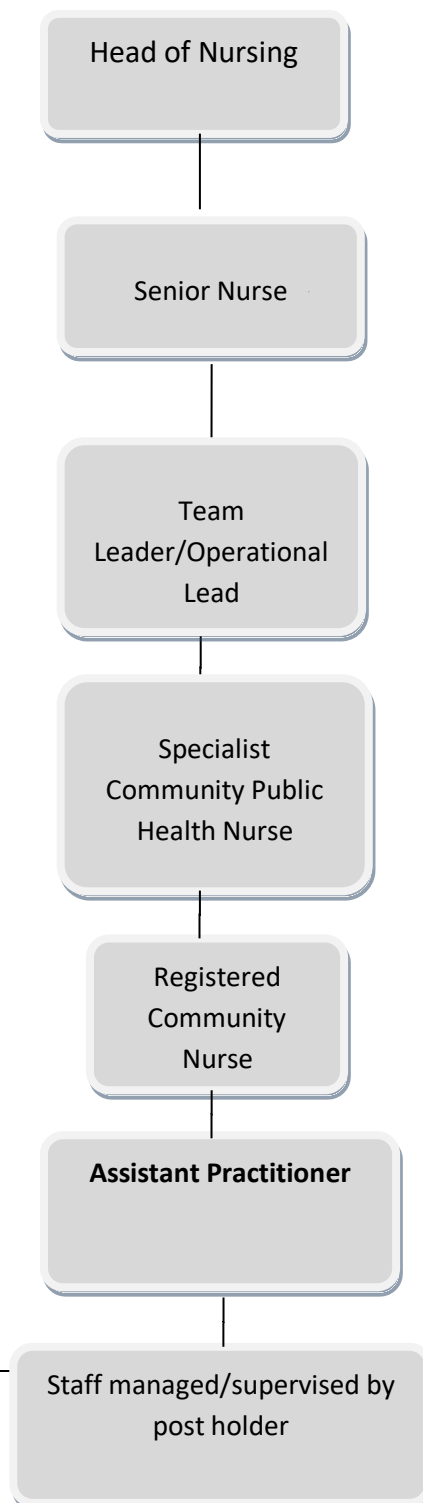 Head of Nursing
Senior Nurse
Team
Leader/Operational
Lead
Specialist
Community Public
Health Nurse
Registered
Community
Nurse
Assistant Practitioner
Staff managed/supervised by
post holder